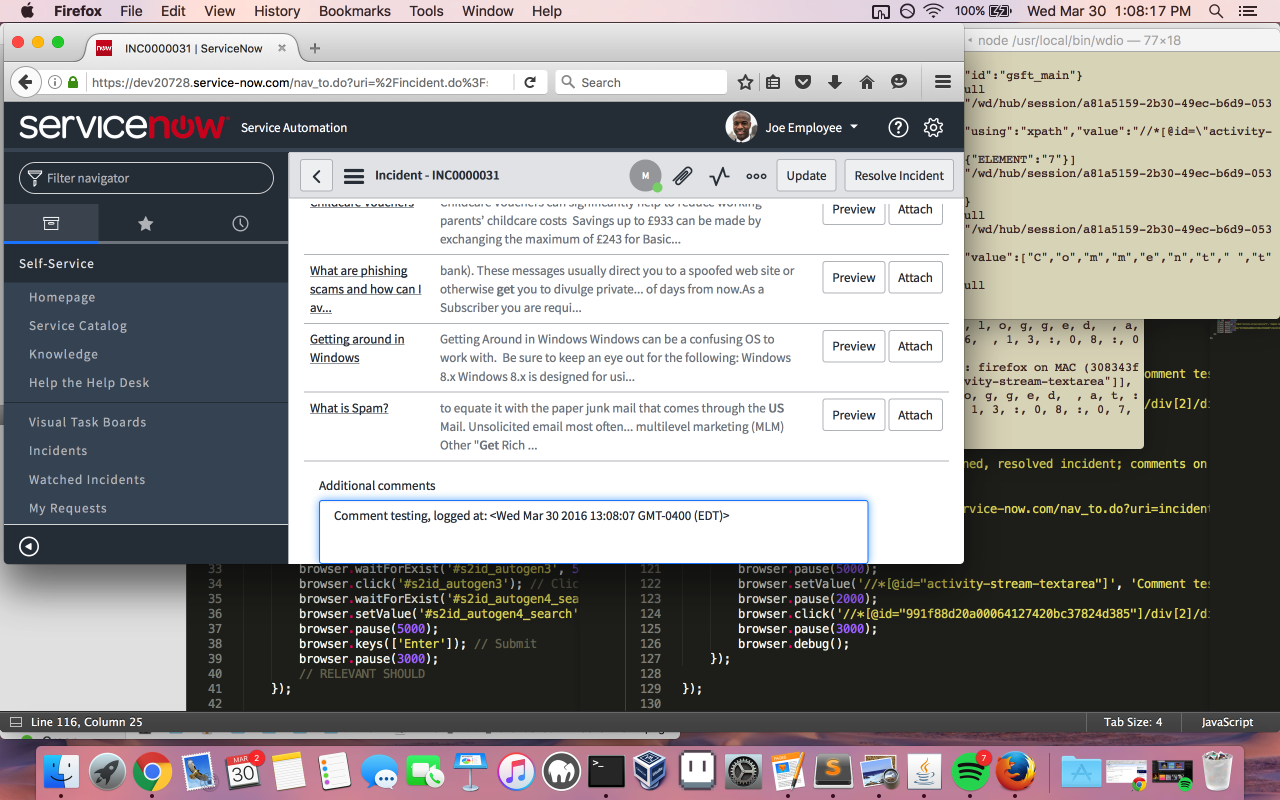 Firefox File Edit View History Bookmarks Tools Window Help 100% Wed Mar 30 1:08:17 PM
INC0000031 | ServiceNow
https://dev20728.service-now.com/nav_to.do?uri=%2Fincident.do%3F:
Search
servicenow Service Automation
Joe Employee
Filter navigator
Self-Service
Homepage
Service Catalog
Knowledge
Help the Help Desk
Visual Task Boards
Incidents
Watched Incidents
My Requests
M
Incident - INC0000031
Update
Resolve Incident
Childcare Vouchers
Childcare Vouchers can significantly help to reduce working
parents' childcare costs Savings up to £933 can be made by
exchanging the maximum of £243 for Basic...
Preview Attach
What are phishing
scams and how can I
av...
bank). These messages usually direct you to a spoofed web site or
otherwise get you to divulge private... of days from now.As a
Subscriber you are requi...
Preview Attach
Getting around in
Windows
Getting Around in Windows Windows can be a confusing OS to
work with. Be sure to keep an eye out for the following: Windows
8.x Windows 8.x is designed for usi...
Preview Attach
What is Spam?
to equate it with the paper junk mail that comes through the US
Mail. Unsolicited email most often... multilevel marketing (MLM)
Other "Get Rich ...
Preview Attach
Additional comments
Comment testing, logged at: <Wed Mar 30 2016 13:08:07 GMT-0400 (EDT)>
node /usr/local/bin/wdio — 77×18
"id":"gsft_main"}
ull
"/wd/hub/session/a81a5159-2b30-49ec-b6d9-053
"using":"xpath","value":"//*[@id=\"activity-
{"ELEMENT":"7"}]
"/wd/hub/session/a81a5159-2b30-49ec-b6d9-053
}
ull
"/wd/hub/session/a81a5159-2b30-49ec-b6d9-053
"value":["C","o","m","m","e","n","t"," ","t"
ull
, l, o, g, g, e, d, , a,
6, , 1, 3, :, 0, 8, :, 0
: firefox on MAC (308343f
vity-stream-textarea"]],
o, g, g, e, d, , a, t, :
1, 3, :, 0, 8, :, 0, 7,
omment tes
/div[2]/di
ned, resolved incident; comments on
vice-now.com/nav_to.do?uri=incident
33 browser.waitForExist('#s2id_autogen3', 5
34 browser.click('#s2id_autogen3'); // Clic
35 browser.waitForExist('#s2id_autogen4_sea
36 browser.setValue('#s2id_autogen4_search'
37 browser.pause(5000);
38 browser.keys(['Enter']); // Submit
39 browser.pause(3000);
40 // RELEVANT SHOULD
41 });
42
121 browser.pause(5000);
122 browser.setValue('//*[@id="activity-stream-textarea"]', 'Comment tes
123 browser.pause(2000);
124 browser.click('//*[@id="991f88d20a00064127420bc37824d385"]/div[2]/di
125 browser.pause(3000);
126 browser.debug();
127 });
128
129 });
130
Line 116, Column 25
Tab Size: 4
JavaScript
MAR
30
2
7